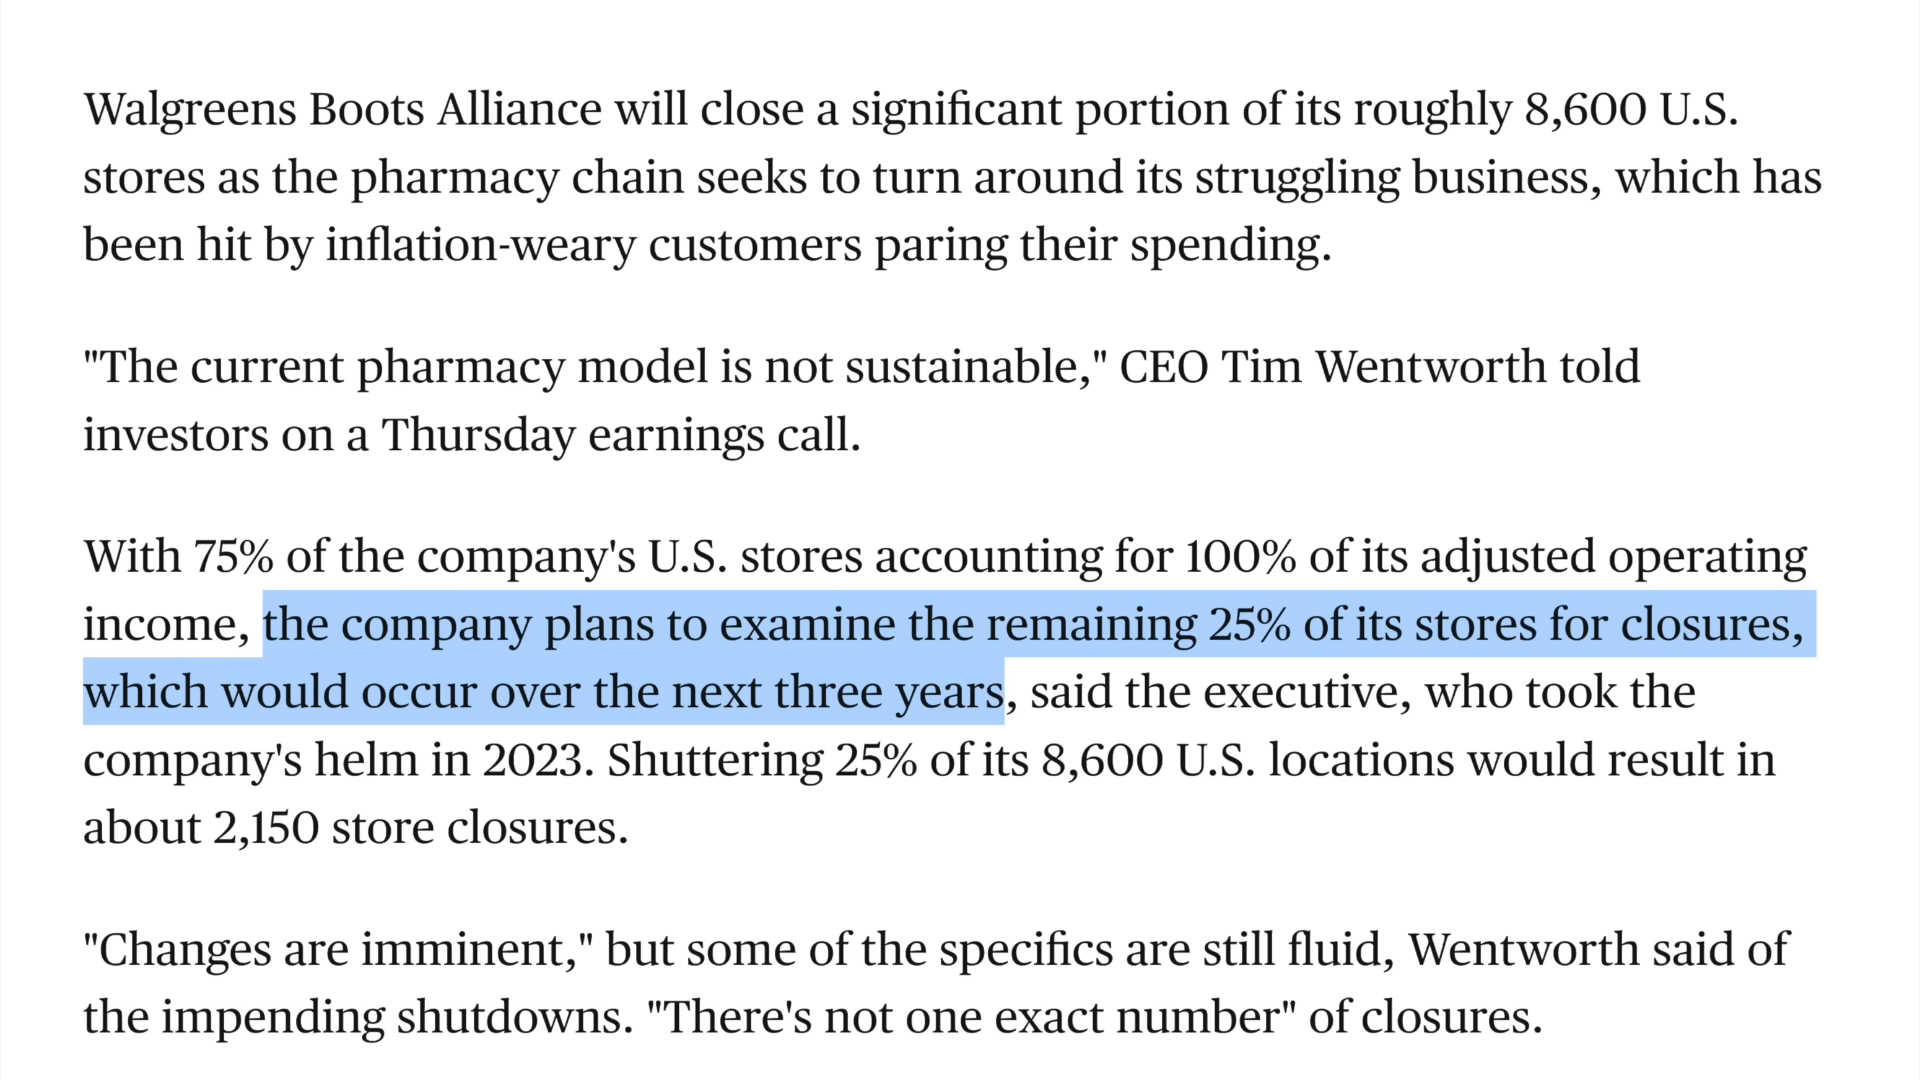 Walgreens Boots Alliance will close a significant portion of its roughly 8,600 U.S.
stores as the pharmacy chain seeks to turn around its struggling business, which has
been hit by inflation-weary customers paring their spending.
"The current pharmacy model is not sustainable," CEO Tim Wentworth told
investors on a Thursday earnings call.
With 75% of the company's U.S. stores accounting for 100% of its adjusted operating
income, the company plans to examine the remaining 25% of its stores for closures,
which would occur over the next three years, said the executive, who took the
company's helm in 2023. Shuttering 25% of its 8,600 U.S. locations would result in
about 2,150 store closures.
"Changes are imminent," but some of the specifics are still fluid, Wentworth said of
the impending shutdowns. "There's not one exact number" of closures.